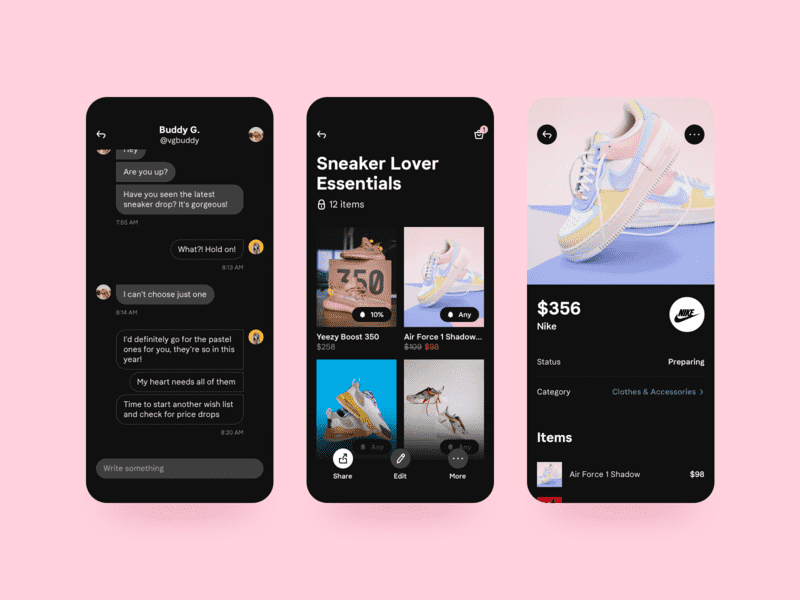 Buddy G.
@vgbuddy
Hey
Are you up?
Have you seen the latest
sneaker drop? It's gorgeous!
7:55 AM
What?! Hold on!
8:13 AM
I can't choose just one
8:14 AM
I'd definitely go for the pastel
ones for you, they're so in this
year!
My heart needs all of them
Time to start another wish list
and check for price drops
8:20 AM
Write something
1
Sneaker Lover
Essentials
12 items
350
10%
Any
Yeezy Boost 350
$258
Air Force 1 Shadow...
$109 $98
Any
Any
Share
Edit
More
$356
Nike
NIKE
Status
Preparing
Category
Clothes & Accessories
Items
Air Force 1 Shadow
$98